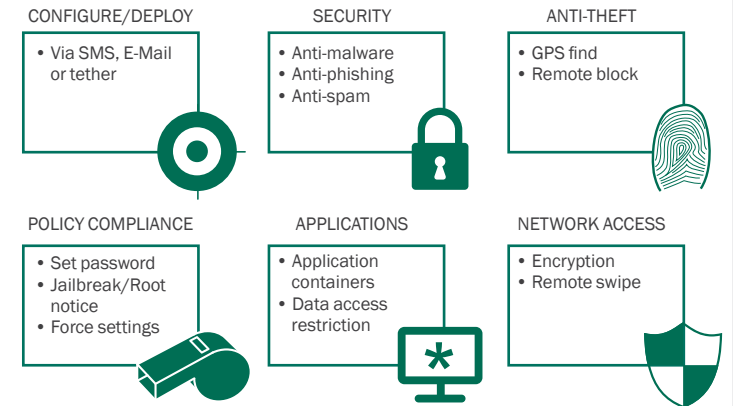 CONFIGURE/DEPLOY
• Via SMS, E-Mail
or tether
SECURITY
• Anti-malware
• Anti-phishing
• Anti-spam
ANTI-THEFT
• GPS find
• Remote block
POLICY COMPLIANCE
• Set password
• Jailbreak/Root
notice
• Force settings
APPLICATIONS
• Application
containers
• Data access
restriction
*
NETWORK ACCESS
• Encryption
• Remote swipe